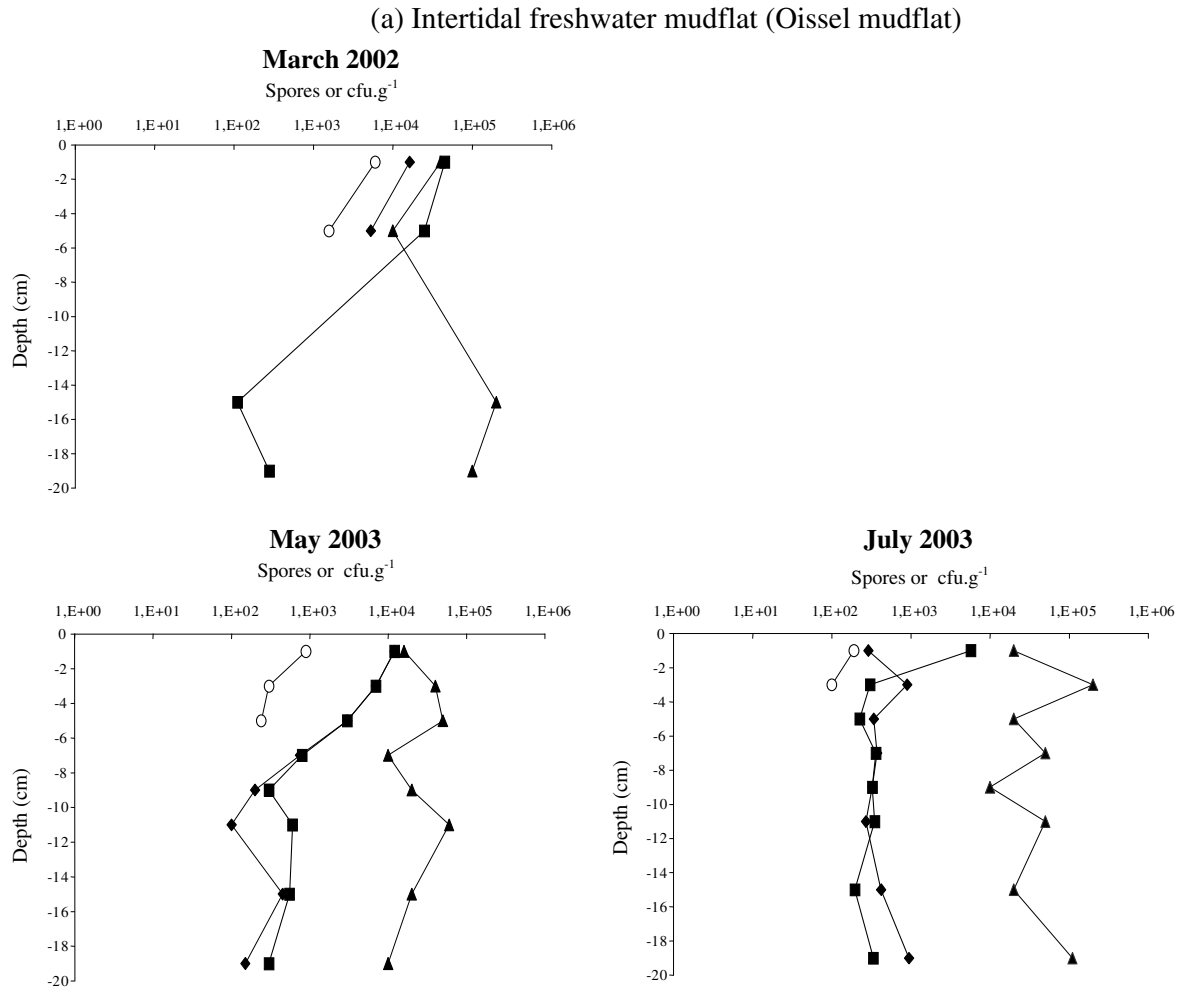 (a) Intertidal freshwater mudflat (Oissel mudflat)
March 2002
Spores or cfu.g-1
1,E+00 1,E+01 1,E+02 1,E+03 1,E+04 1,E+05 1,E+06
0
-2
-4
-6
-8
-10
-12
-14
-16
-18
-20
Depth (cm)
May 2003
Spores or cfu.g-1
1,E+00 1,E+01 1,E+02 1,E+03 1,E+04 1,E+05 1,E+06
0
-2
-4
-6
-8
-10
-12
-14
-16
-18
-20
Depth (cm)
July 2003
Spores or cfu.g-1
1,E+00 1,E+01 1,E+02 1,E+03 1,E+04 1,E+05 1,E+06
0
-2
-4
-6
-8
-10
-12
-14
-16
-18
-20
Depth (cm)